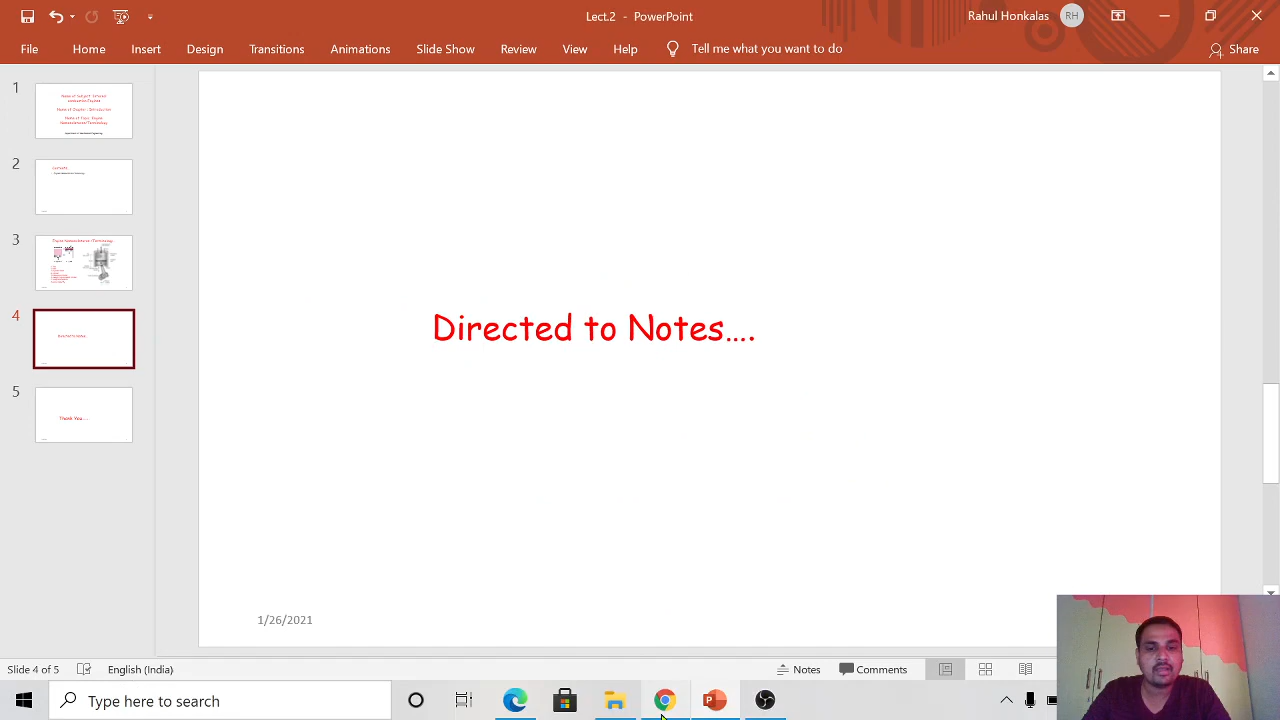 Lect.2 - PowerPoint
Rahul Honkalas
RH
File Home Insert Design Transitions Animations Slide Show Review View Help Tell me what you want to do Share
1
2
3
4
5
Thank You....
Directed to Notes....
1/26/2021
Slide 4 of 5
English (India)
Notes
Comments
Type here to search